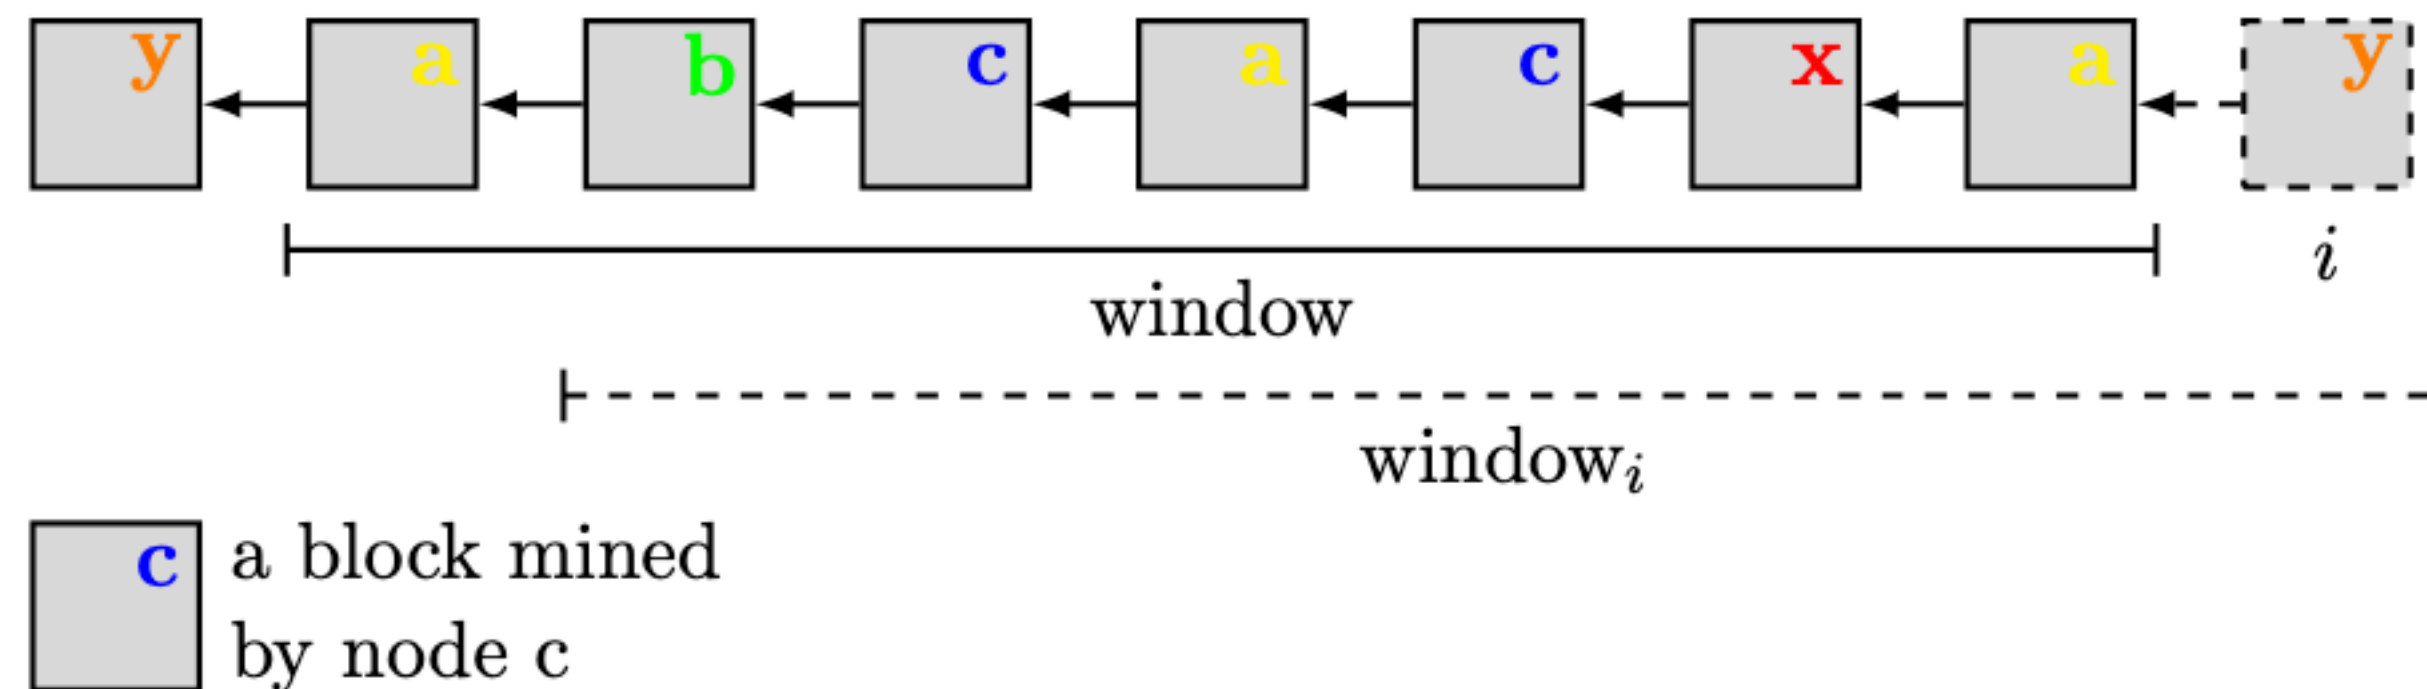 y a b c a c x a y
i
window
windowᵢ
c a block mined
by node c